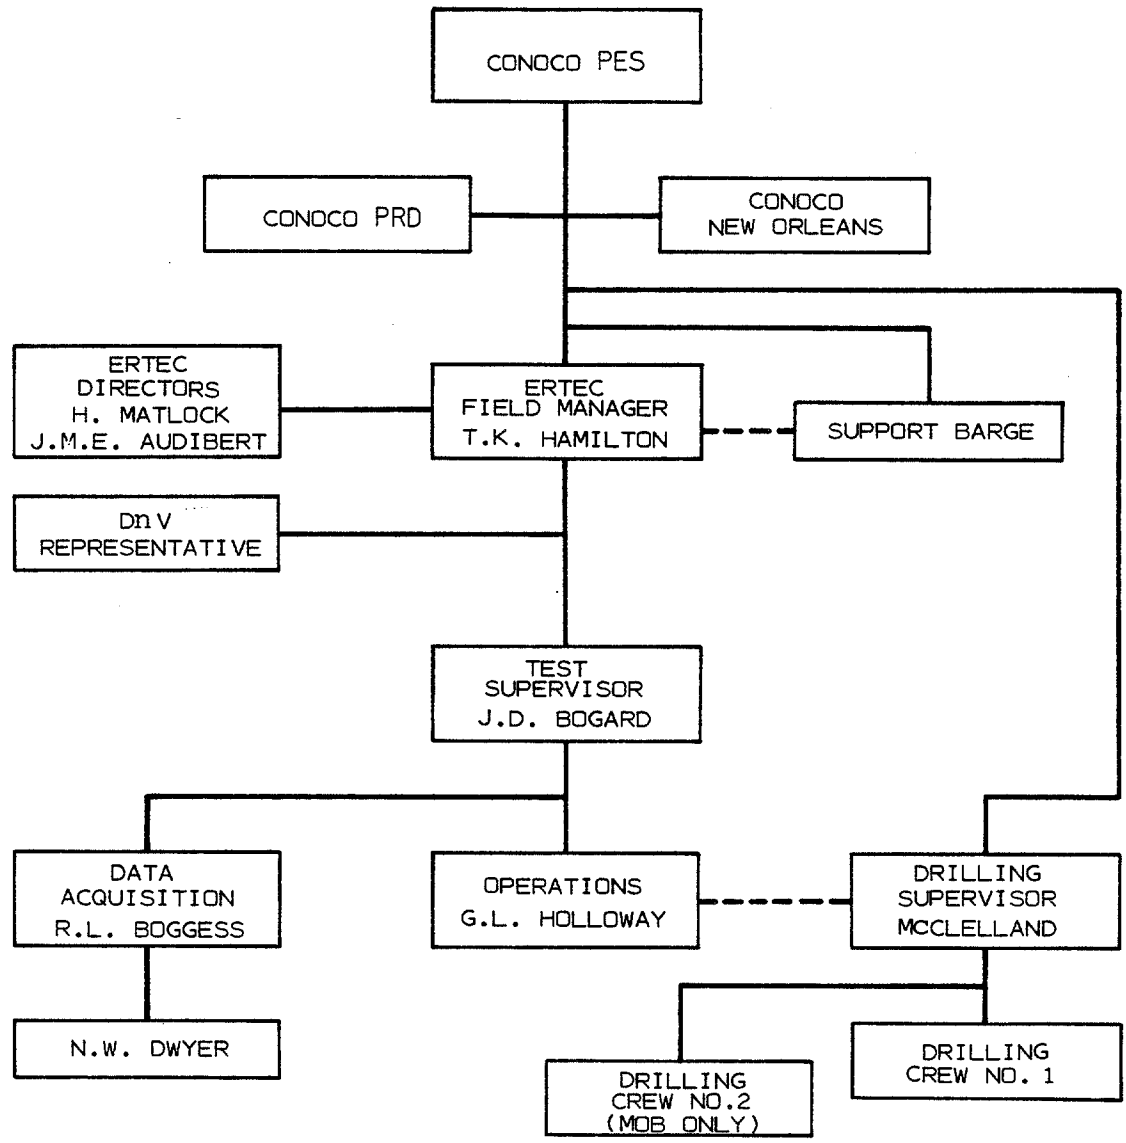 CONOCO PES
CONOCO PRD
CONOCO
NEW ORLEANS
ERTEC
DIRECTORS
H. MATLOCK
J.M.E. AUDIBERT
ERTEC
FIELD MANAGER
T.K. HAMILTON
SUPPORT BARGE
DnV
REPRESENTATIVE
TEST
SUPERVISOR
J.D. BOGARD
DATA
ACQUISITION
R.L. BOGGESS
OPERATIONS
G.L. HOLLOWAY
DRILLING
SUPERVISOR
MCCLELLAND
N.W. DWYER
DRILLING
CREW NO.2
(MOB ONLY)
DRILLING
CREW NO. 1